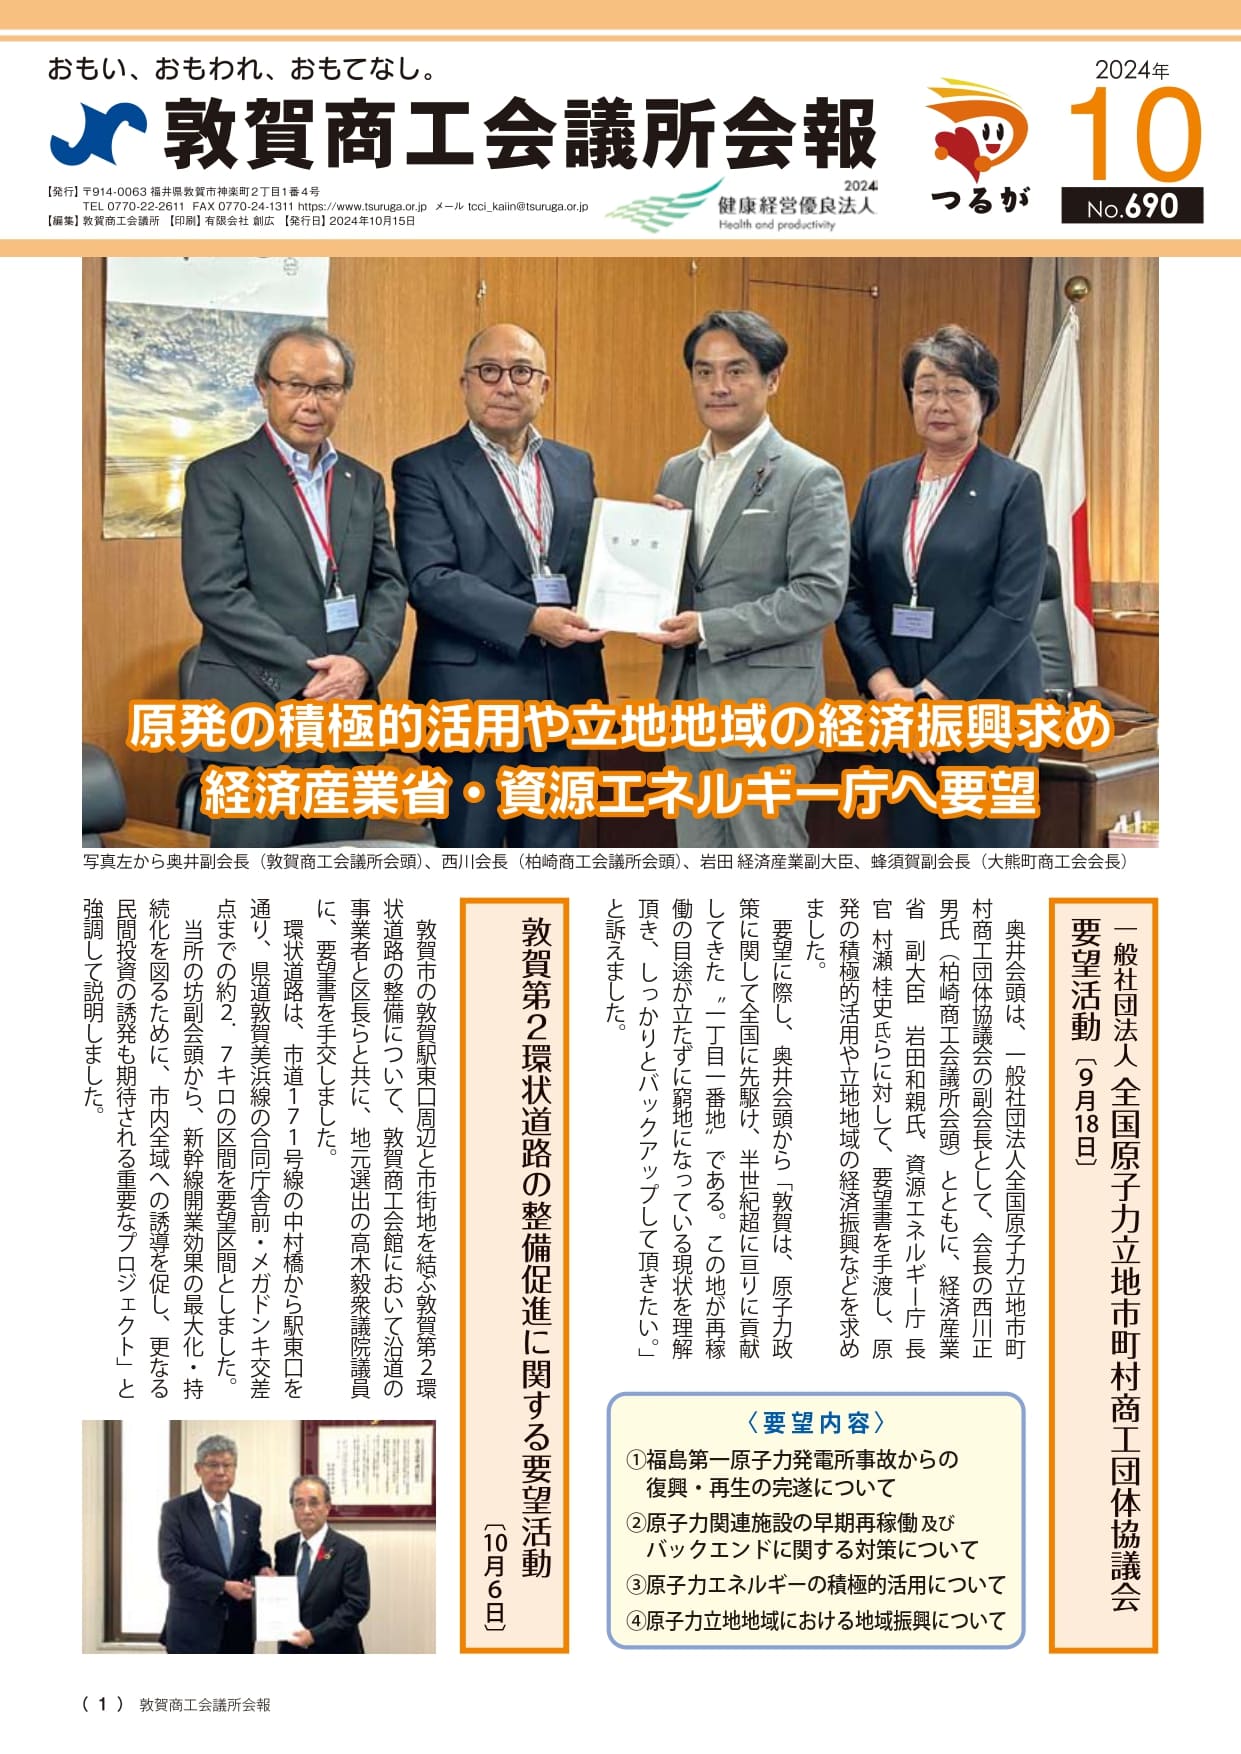 おもい、おもわれ、おもてなし。
敦賀商工会議所会報
【発行】〒914-0063 福井県敦賀市神楽町2丁目1番4号
TEL 0770-22-2611 FAX 0770-24-1311 https://www.tsuruga.or.jp メール tcci_kaiin@tsuruga.or.jp
【編集】敦賀商工会議所 【印刷】有限会社 創広 【発行日】2024年10月15日
2024
健康経営優良法人
Health and productivity
つるが
2024年
10
No.690
要望書
原発の積極的活用や立地地域の経済振興求め
経済産業省・資源エネルギー庁へ要望
写真左から奥井副会長（敦賀商工会議所会頭）、西川会長（柏崎商工会議所会頭）、岩田 経済産業副大臣、蜂須賀副会長（大熊町商工会会長）
一般社団法人 全国原子力立地市町村商工団体協議会
要望活動〔9月18日〕
奥井会頭は、一般社団法人全国原子力立地市町
村商工団体協議会の副会長として、会長の西川正
男氏（柏崎商工会議所会頭）とともに、経済産業
省 副大臣 岩田和親氏、資源エネルギー庁 長
官 村瀬 桂史氏らに対して、要望書を手渡し、原
発の積極的活用や立地地域の経済振興などを求め
ました。
要望に際し、奥井会頭から「敦賀は、原子力政
策に関して全国に先駆け、半世紀超に亘りに貢献
してきた〝一丁目一番地〟である。この地が再稼
働の目途が立たずに窮地になっている現状を理解
頂き、しっかりとバックアップして頂きたい。」
と訴えました。
〈要望内容〉
①福島第一原子力発電所事故からの
復興・再生の完遂について
②原子力関連施設の早期再稼働及び
バックエンドに関する対策について
③原子力エネルギーの積極的活用について
④原子力立地地域における地域振興について
敦賀第2環状道路の整備促進に関する要望活動
〔10月6日〕
敦賀市の敦賀駅東口周辺と市街地を結ぶ敦賀第2環
状道路の整備について、敦賀商工会館において沿道の
事業者と区長らと共に、地元選出の高木毅衆議院議員
に、要望書を手交しました。
環状道路は、市道171号線の中村橋から駅東口を
通り、県道敦賀美浜線の合同庁舎前・メガドンキ交差
点までの約2．7キロの区間を要望区間としました。
当所の坊副会頭から、新幹線開業効果の最大化・持
続化を図るために、市内全域への誘導を促し、更なる
民間投資の誘発も期待される重要なプロジェクト」と
強調して説明しました。
（1） 敦賀商工会議所会報